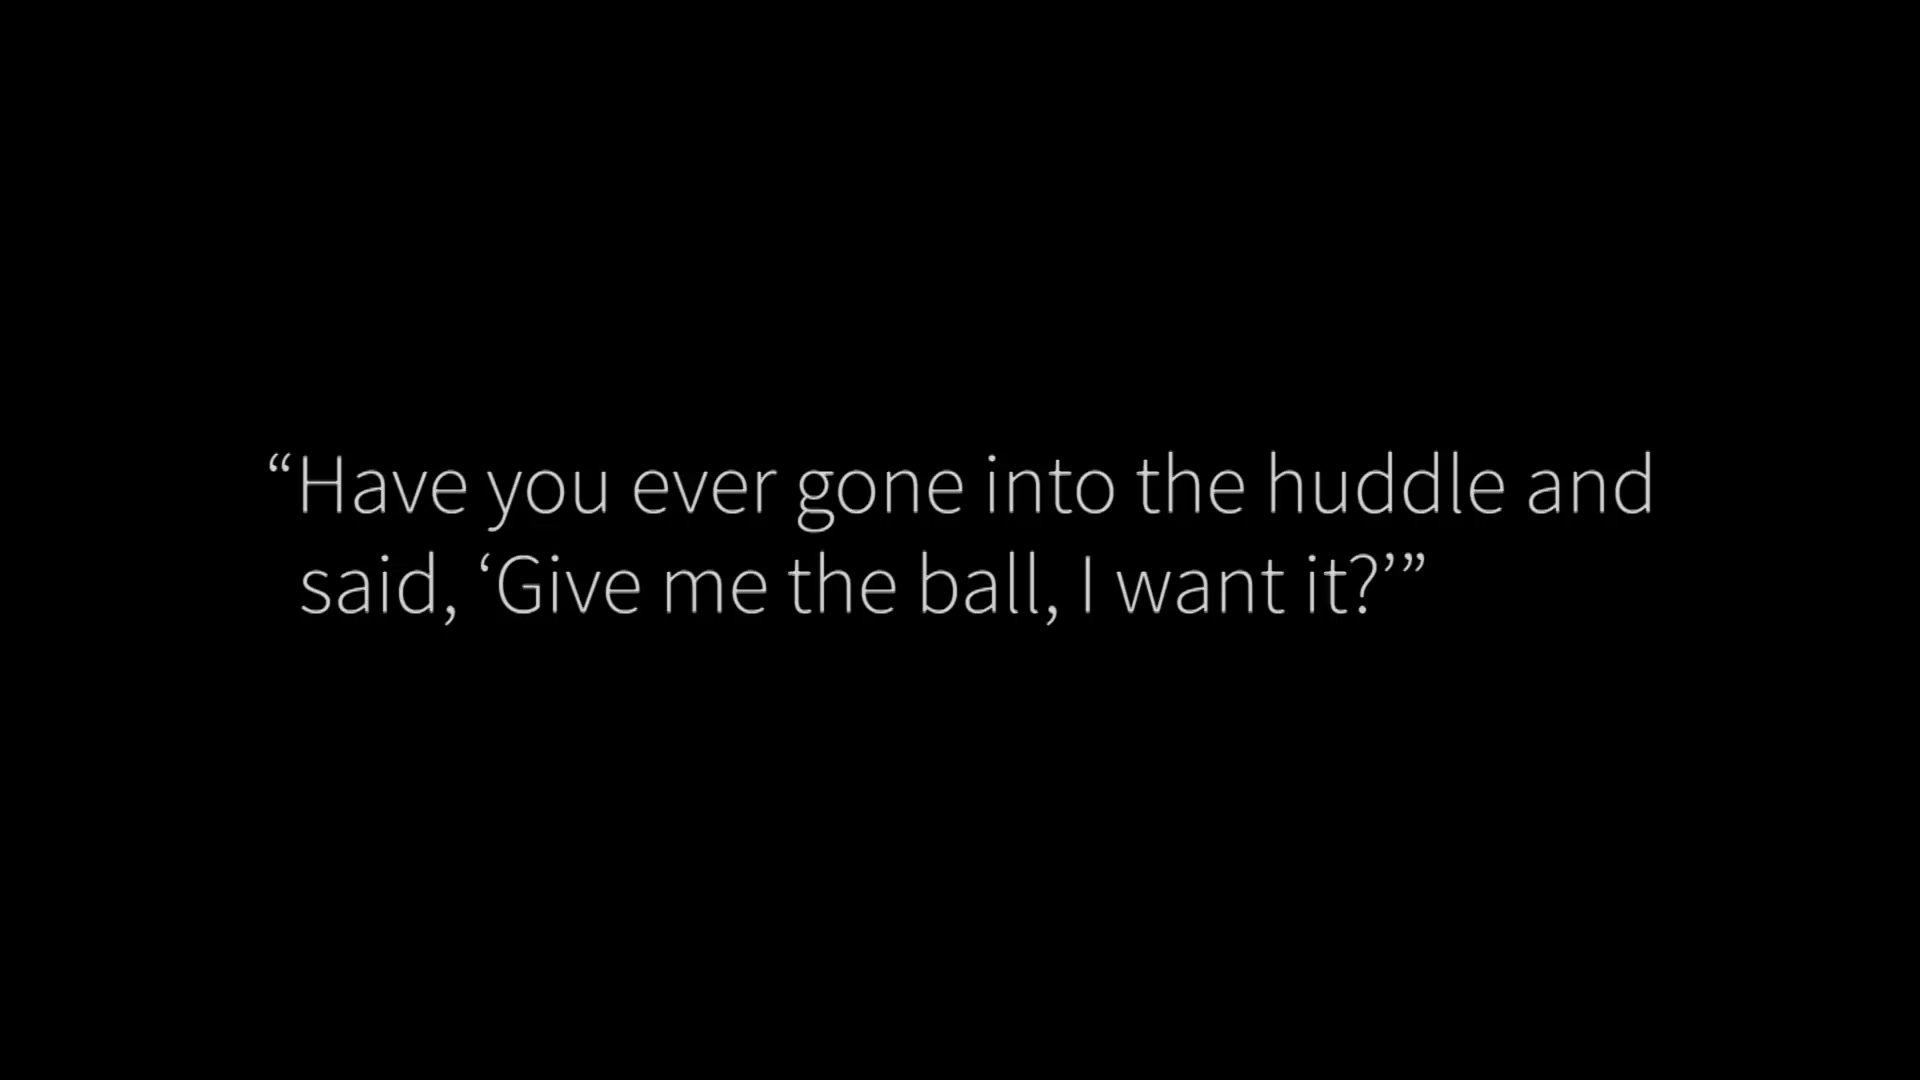 “Have you ever gone into the huddle and
said, ‘Give me the ball, I want it?’”